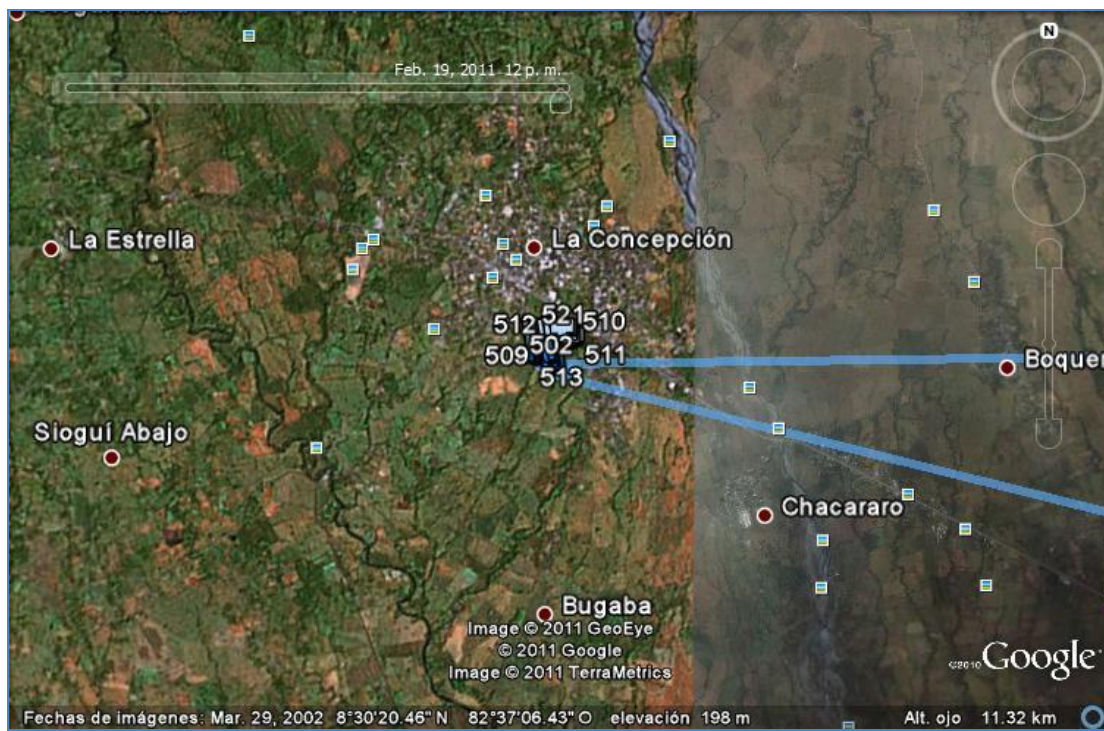 Feb. 19, 2011 12 p. m.
N
La Estrella
La Concepción
512 521 510
509 502 511
513
Boquer
Sioguí Abajo
Chacararo
Bugaba
Image © 2011 GeoEye
© 2011 Google
Image © 2011 TerraMetrics
©2010 Google
Fechas de imágenes: Mar. 29, 2002 8°30'20.46" N 82°37'06.43" O elevación 198 m Alt. ojo 11.32 km